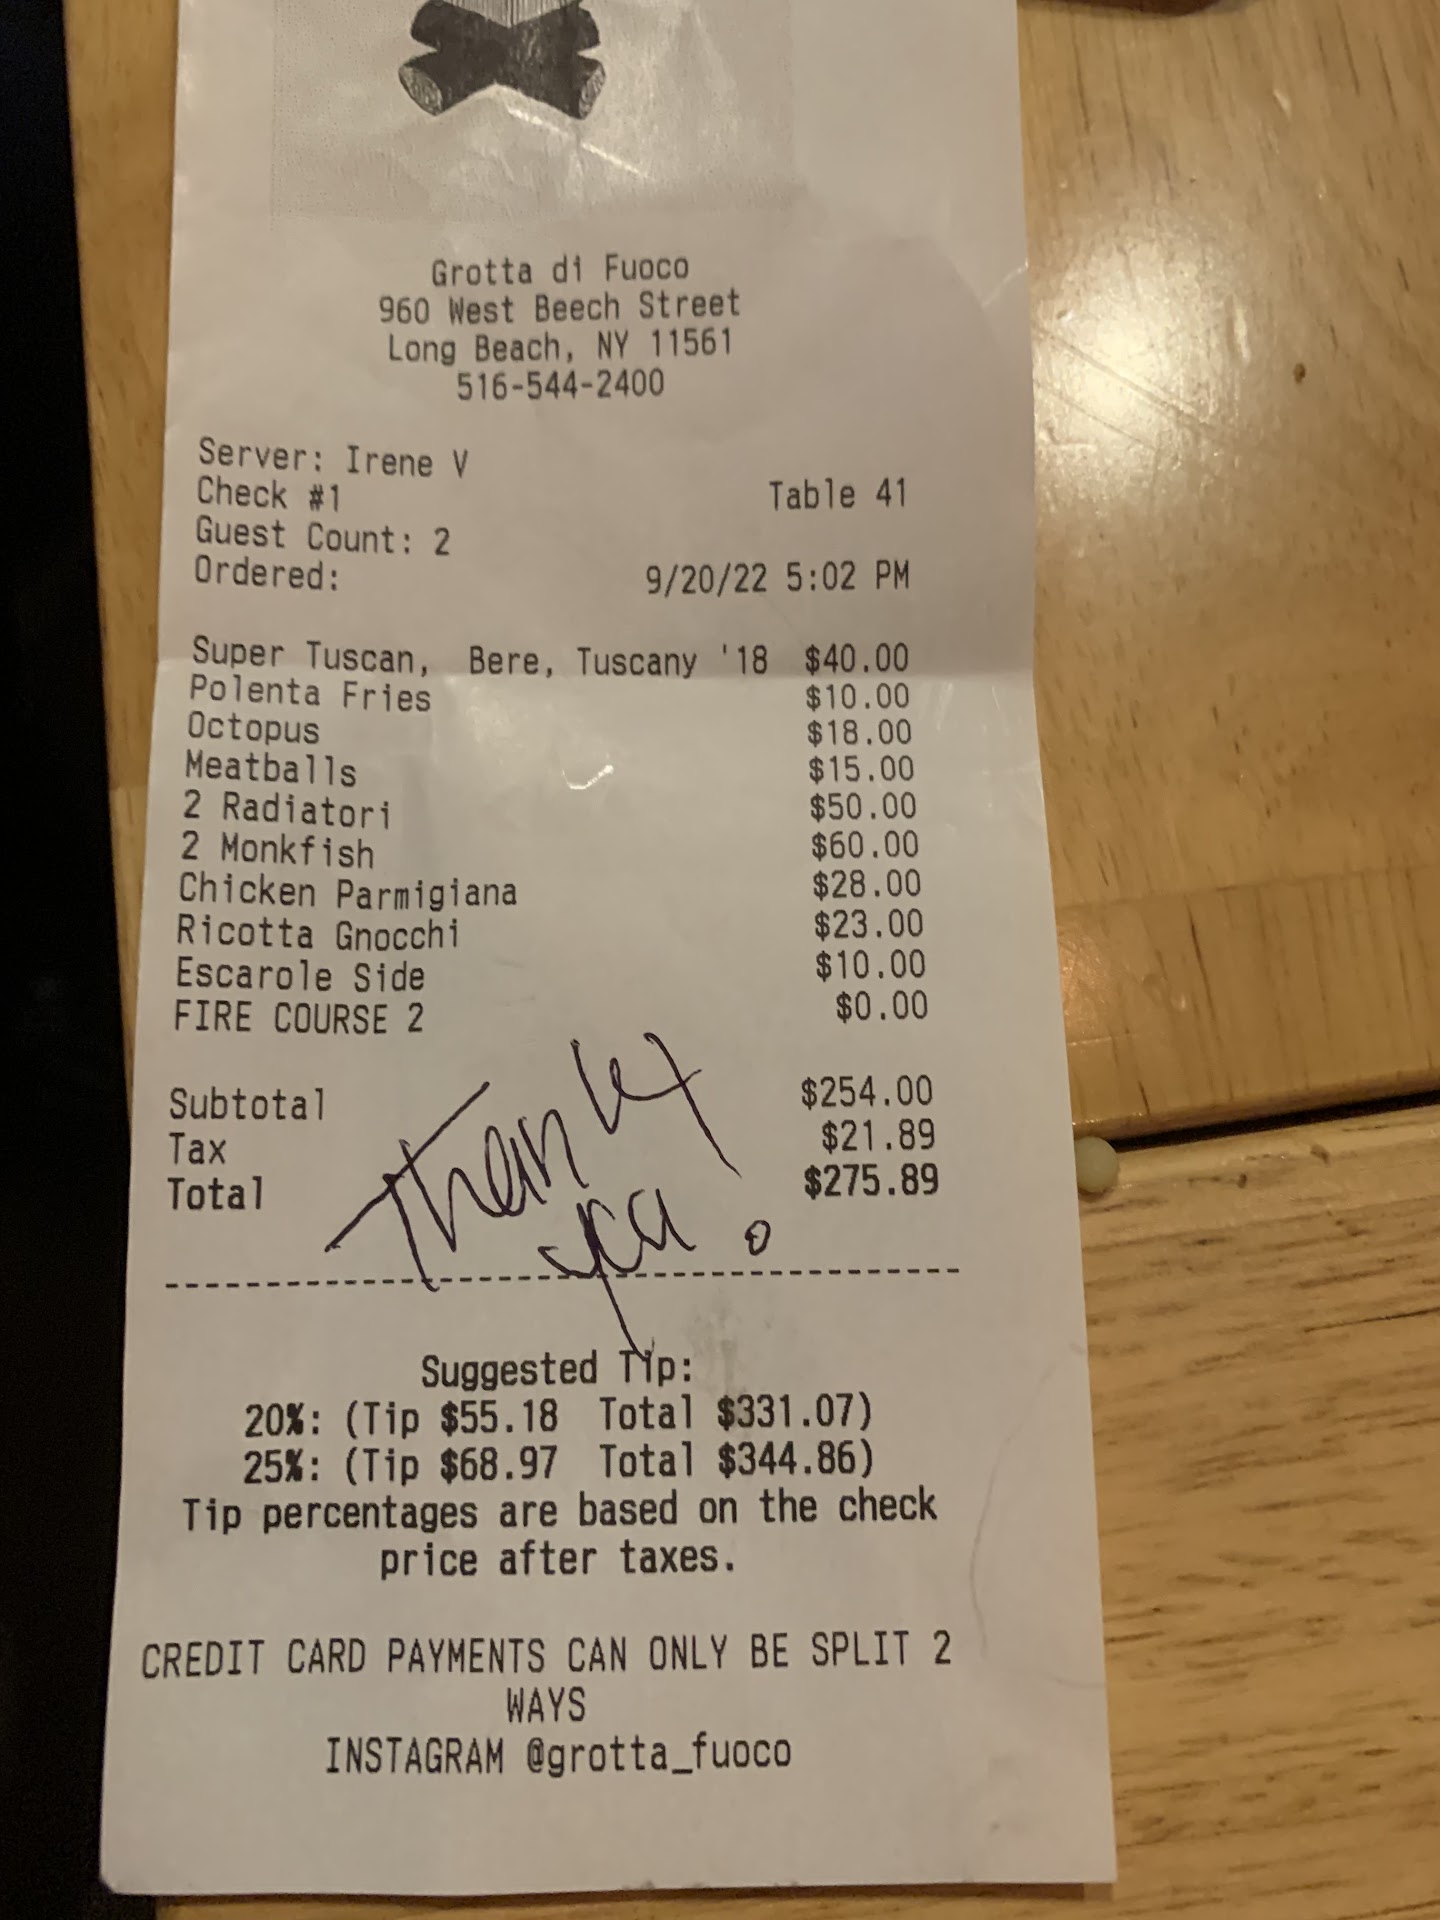 Grotta di Fuoco
960 West Beech Street
Long Beach, NY 11561
516-544-2400
Server: Irene V
Check #1 Table 41
Guest Count: 2
Ordered: 9/20/22 5:02 PM
Super Tuscan, Bere, Tuscany '18 $40.00
Polenta Fries $10.00
Octopus $18.00
Meatballs $15.00
2 Radiatori $50.00
2 Monkfish $60.00
Chicken Parmigiana $28.00
Ricotta Gnocchi $23.00
Escarole Side $10.00
FIRE COURSE 2 $0.00
Subtotal $254.00
Tax $21.89
Total $275.89
Thank
you!
Suggested Tip:
20%: (Tip $55.18 Total $331.07)
25%: (Tip $68.97 Total $344.86)
Tip percentages are based on the check
price after taxes.
CREDIT CARD PAYMENTS CAN ONLY BE SPLIT 2
WAYS
INSTAGRAM @grotta_fuoco